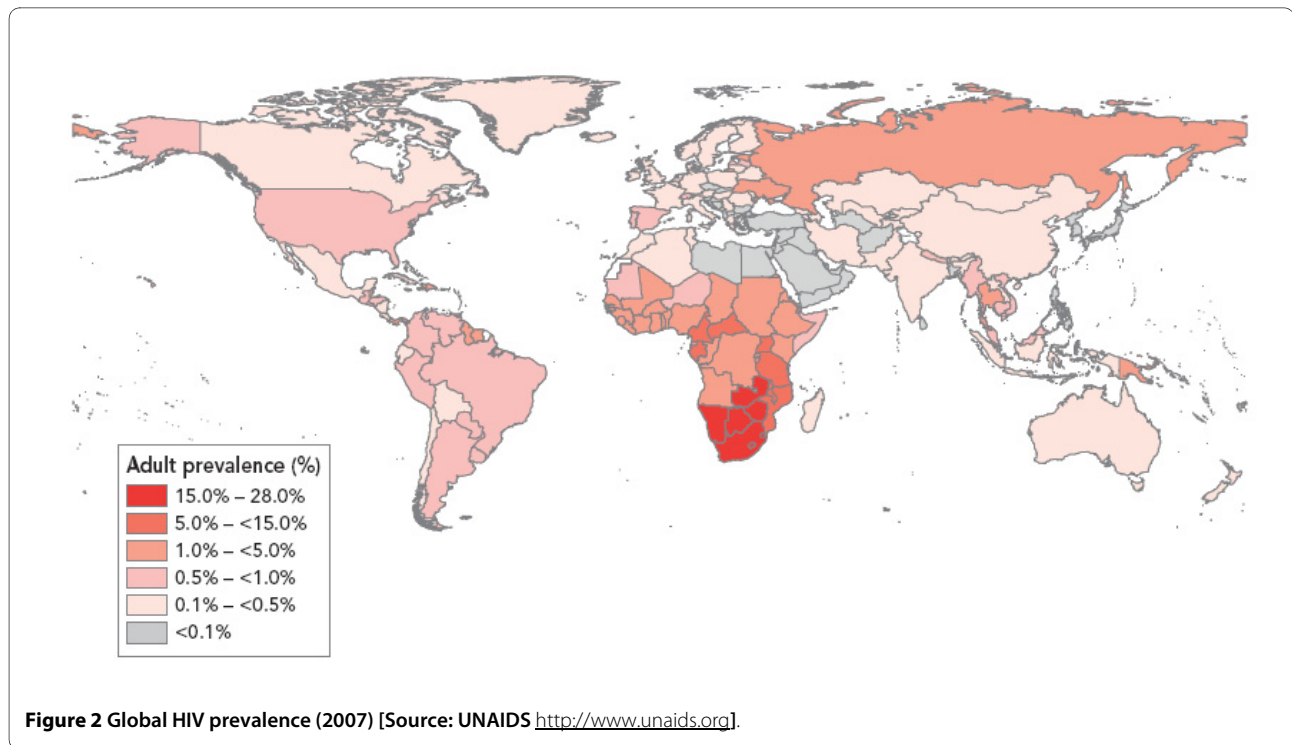 Adult prevalence (%)
15.0% – 28.0%
5.0% – <15.0%
1.0% – <5.0%
0.5% – <1.0%
0.1% – <0.5%
<0.1%
Figure 2 Global HIV prevalence (2007) [Source: UNAIDS http://www.unaids.org].